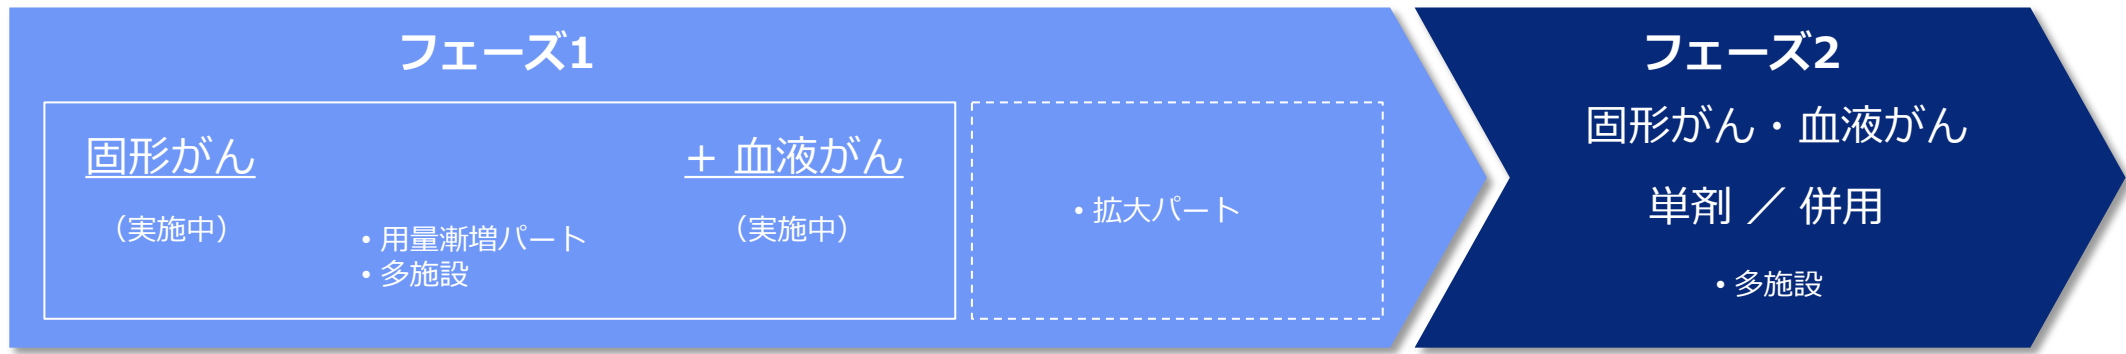 フェーズ1
固形がん
（実施中）
• 用量漸増パート
• 多施設
+ 血液がん
（実施中）
• 拡大パート
フェーズ2
固形がん・血液がん
単剤 ／ 併用
• 多施設